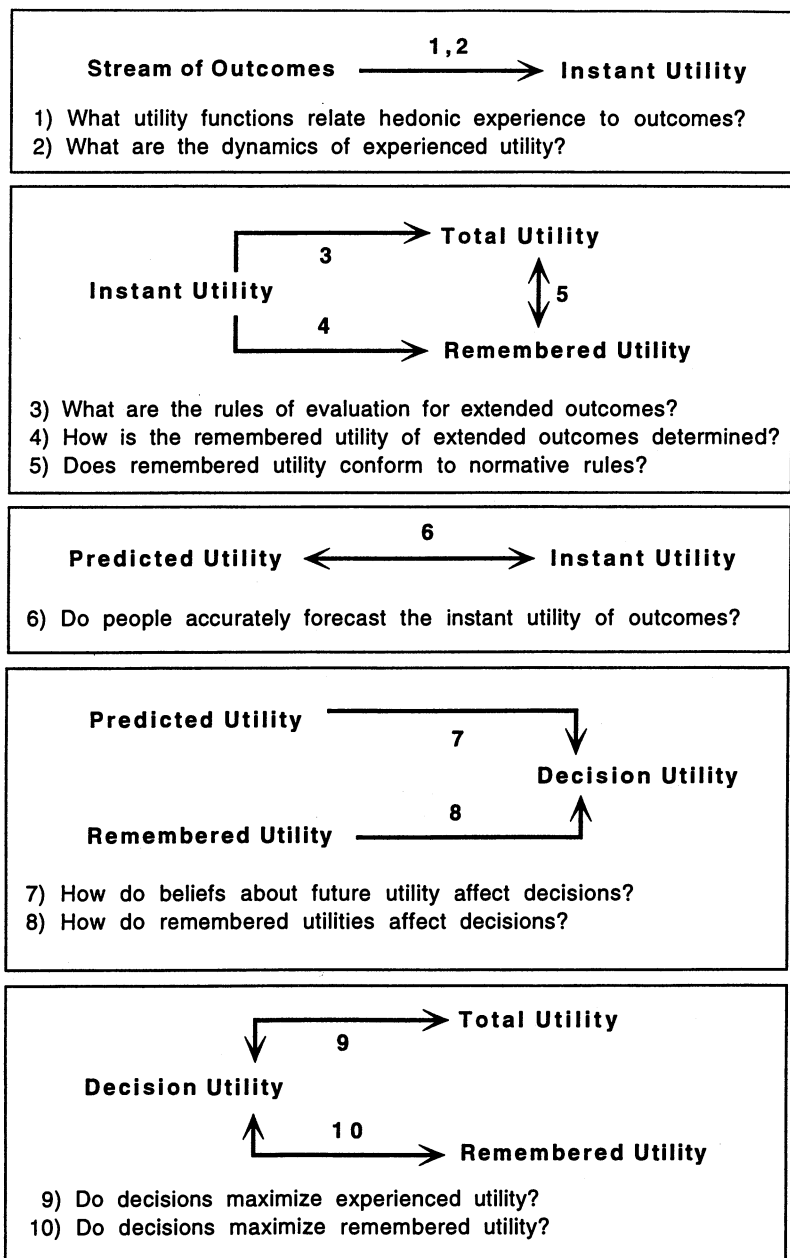 1,2
Stream of Outcomes Instant Utility
1) What utility functions relate hedonic experience to outcomes?
2) What are the dynamics of experienced utility?
Total Utility
3
Instant Utility
5
4
Remembered Utility
3) What are the rules of evaluation for extended outcomes?
4) How is the remembered utility of extended outcomes determined?
5) Does remembered utility conform to normative rules?
6
Predicted Utility Instant Utility
6) Do people accurately forecast the instant utility of outcomes?
Predicted Utility
7
Decision Utility
8
Remembered Utility
7) How do beliefs about future utility affect decisions?
8) How do remembered utilities affect decisions?
Total Utility
9
Decision Utility
10
Remembered Utility
9) Do decisions maximize experienced utility?
10) Do decisions maximize remembered utility?